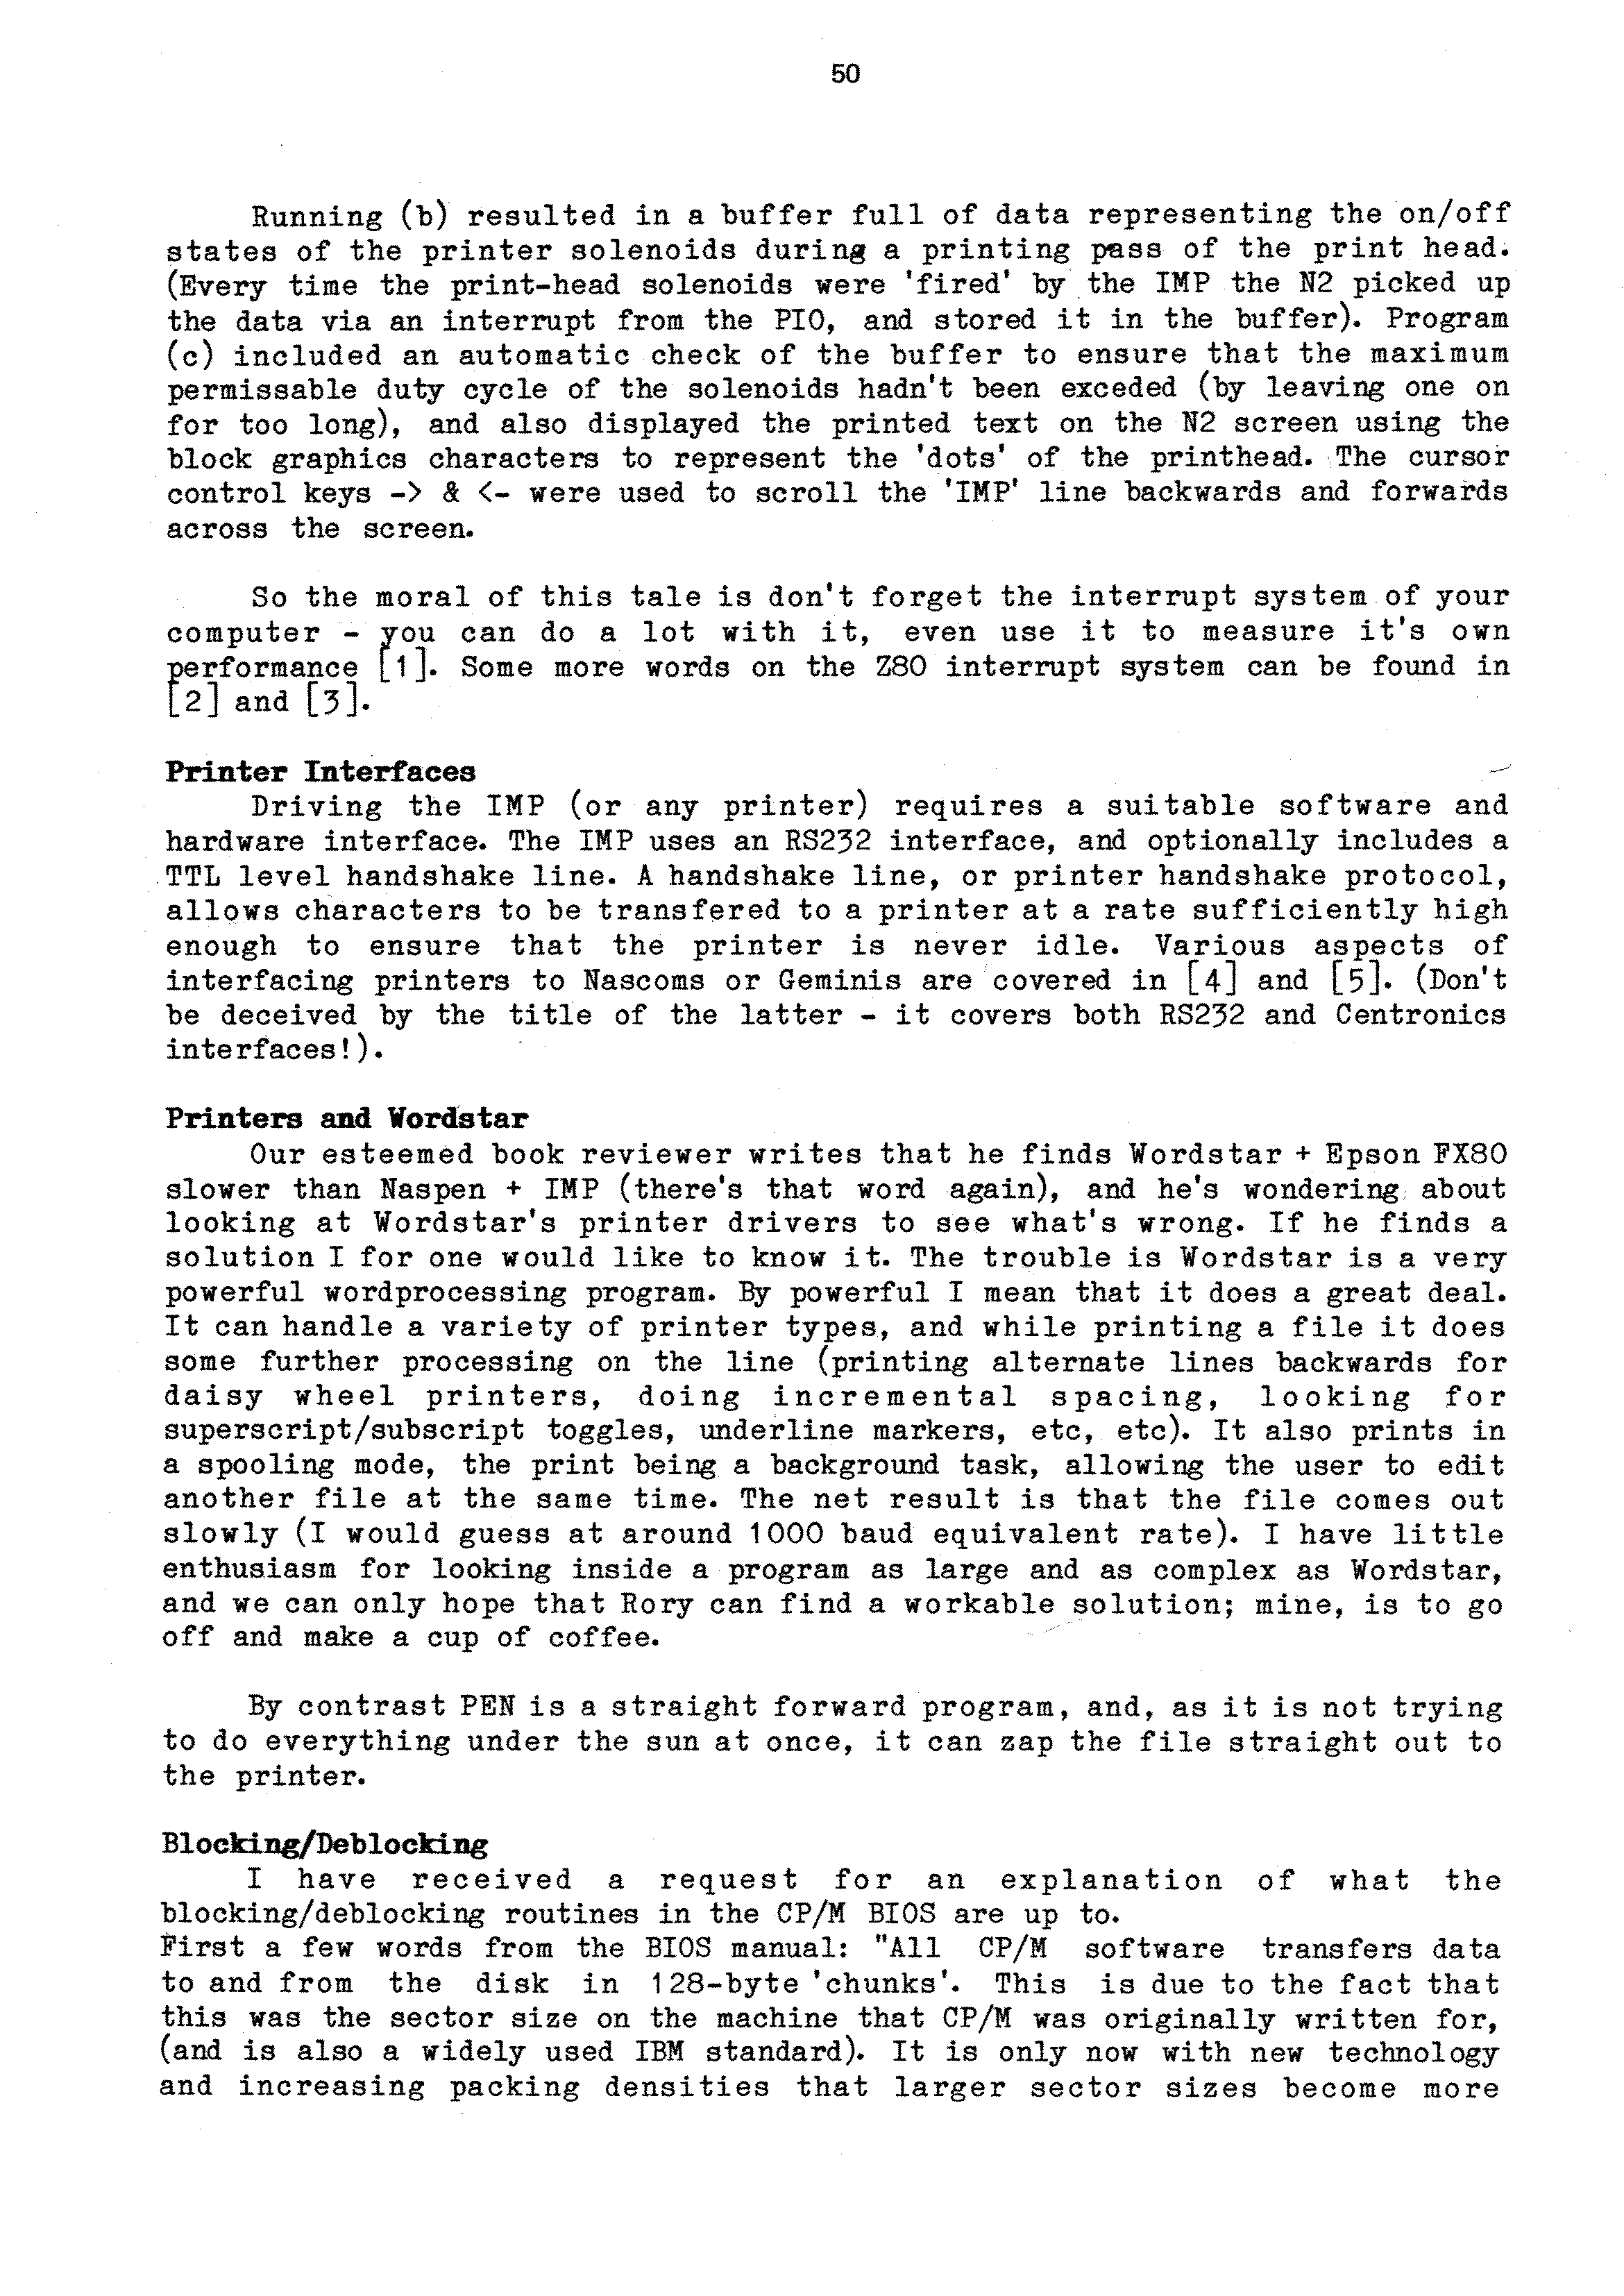 50
Running (b) resulted in a buffer full of data representing the on/off
states of the printer solenoids during a printing pass of the print head.
(Every time the print-head solenoids were 'fired' by the IMP the N2 picked up
the data via an interrupt from the PIO, and stored it in the buffer). Program
(c) included an automatic check of the buffer to ensure that the maximum
permissable duty cycle of the solenoids hadn't been exceded (by leaving one on
for too long), and also displayed the printed text on the N2 screen using the
block graphics characters to represent the 'dots' of the printhead. The cursor
control keys -> & <- were used to scroll the 'IMP' line backwards and forwards
across the screen.
So the moral of this tale is don't forget the interrupt system of your
computer - you can do a lot with it, even use it to measure it's own
performance [1]. Some more words on the Z80 interrupt system can be found in
[2] and [3].
Printer Interfaces
Driving the IMP (or any printer) requires a suitable software and
hardware interface. The IMP uses an RS232 interface, and optionally includes a
TTL level handshake line. A handshake line, or printer handshake protocol,
allows characters to be transfered to a printer at a rate sufficiently high
enough to ensure that the printer is never idle. Various aspects of
interfacing printers to Nascoms or Geminis are covered in [4] and [5]. (Don't
be deceived by the title of the latter - it covers both RS232 and Centronics
interfaces!).
Printers and Wordstar
Our esteemed book reviewer writes that he finds Wordstar + Epson FX80
slower than Naspen + IMP (there's that word again), and he's wondering about
looking at Wordstar's printer drivers to see what's wrong. If he finds a
solution I for one would like to know it. The trouble is Wordstar is a very
powerful wordprocessing program. By powerful I mean that it does a great deal.
It can handle a variety of printer types, and while printing a file it does
some further processing on the line (printing alternate lines backwards for
daisy wheel printers, doing incremental spacing, looking for
superscript/subscript toggles, underline markers, etc, etc). It also prints in
a spooling mode, the print being a background task, allowing the user to edit
another file at the same time. The net result is that the file comes out
slowly (I would guess at around 1000 baud equivalent rate). I have little
enthusiasm for looking inside a program as large and as complex as Wordstar,
and we can only hope that Rory can find a workable solution; mine, is to go
off and make a cup of coffee.
By contrast PEN is a straight forward program, and, as it is not trying
to do everything under the sun at once, it can zap the file straight out to
the printer.
Blocking/Deblocking
I have received a request for an explanation of what the
blocking/deblocking routines in the CP/M BIOS are up to.
First a few words from the BIOS manual: "All CP/M software transfers data
to and from the disk in 128-byte 'chunks'. This is due to the fact that
this was the sector size on the machine that CP/M was originally written for,
(and is also a widely used IBM standard). It is only now with new technology
and increasing packing densities that larger sector sizes become more